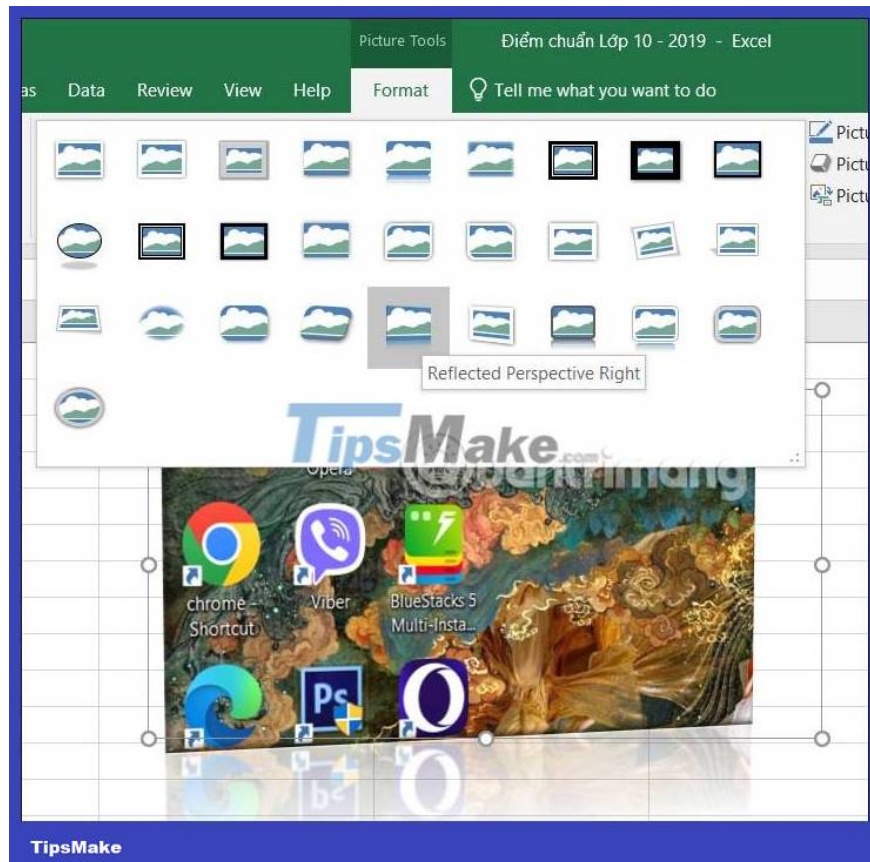 Picture Tools Điểm chuẩn Lớp 10 - 2019 - Excel
as Data Review View Help Format Tell me what you want to do
Pictu
Pictu
Pictu
Reflected Perspective Right
TipsMake.com
@quantrimang
Opera
chrome - Viber BlueStacks 5
Shortcut Multi-Insta...
Ps
TipsMake